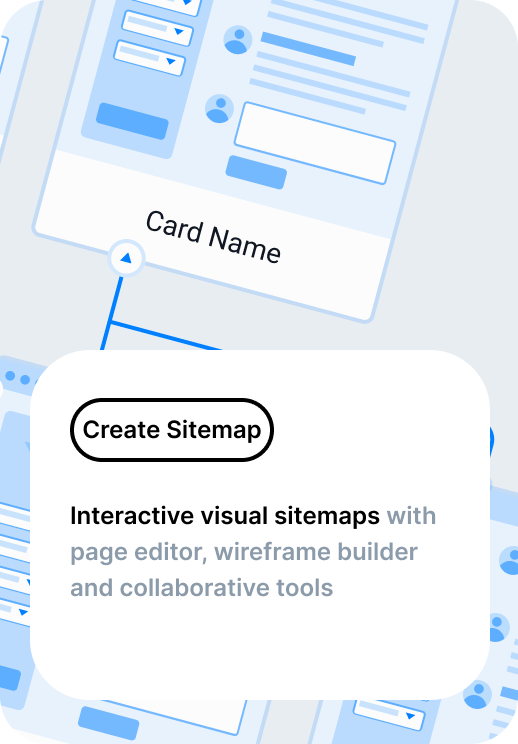 Card Name
Create Sitemap
Interactive visual sitemaps with
page editor, wireframe builder
and collaborative tools